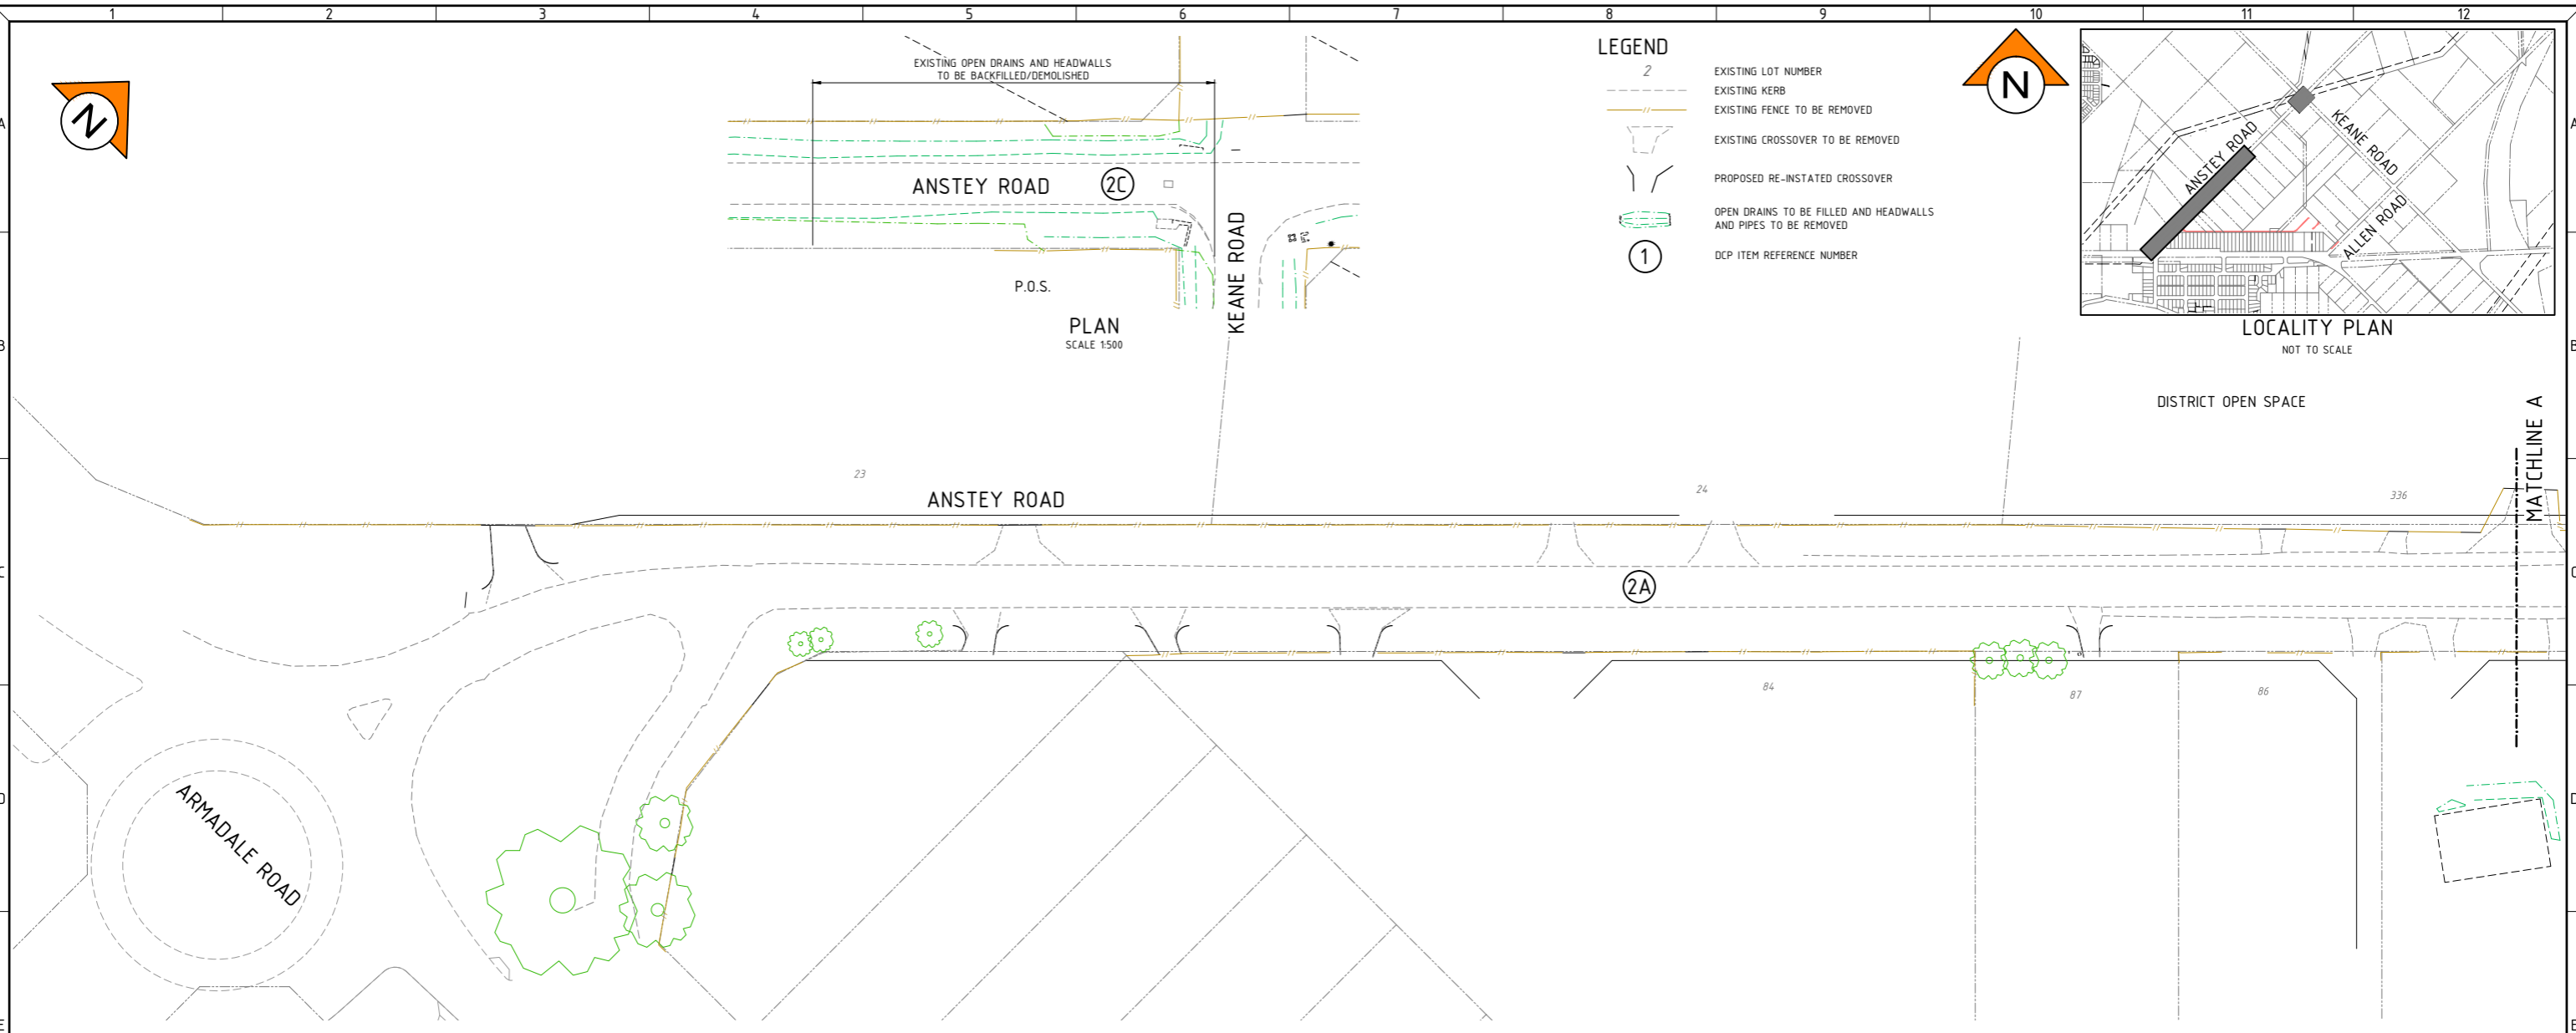 1 2 3 4 5 6 7 8 9 10 11 12
A
A
B
B
C
C
D
D
E
E
N
EXISTING OPEN DRAINS AND HEADWALLS
TO BE BACKFILLED/DEMOLISHED
ANSTEY ROAD
2C
KEANE ROAD
P.O.S.
PLAN
SCALE 1:500
LEGEND
2 EXISTING LOT NUMBER
EXISTING KERB
EXISTING FENCE TO BE REMOVED
EXISTING CROSSOVER TO BE REMOVED
PROPOSED RE-INSTATED CROSSOVER
OPEN DRAINS TO BE FILLED AND HEADWALLS
AND PIPES TO BE REMOVED
1 DCP ITEM REFERENCE NUMBER
N
ANSTEY ROAD
KEANE ROAD
ALLEN ROAD
LOCALITY PLAN
NOT TO SCALE
DISTRICT OPEN SPACE
MATCHLINE A
23
ANSTEY ROAD
24
336
2A
84
87
86
ARMADALE ROAD